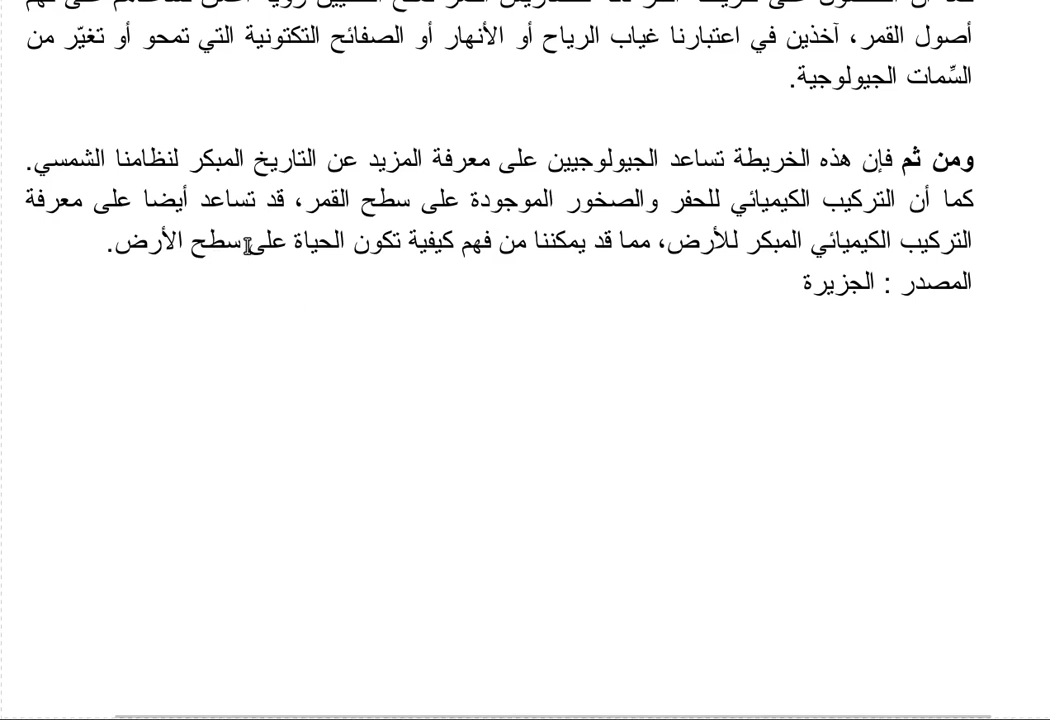 أصول القمر، آخذين في اعتبارنا غياب الرياح أو الأنهار أو الصفائح التكتونية التي تمحو أو تغيّر من
السِّمات الجيولوجية.
ومن ثم فإن هذه الخريطة تساعد الجيولوجيين على معرفة المزيد عن التاريخ المبكر لنظامنا الشمسي.
كما أن التركيب الكيميائي للحفر والصخور الموجودة على سطح القمر، قد تساعد أيضا على معرفة
التركيب الكيميائي المبكر للأرض، مما قد يمكننا من فهم كيفية تكون الحياة على سطح الأرض.
المصدر : الجزيرة